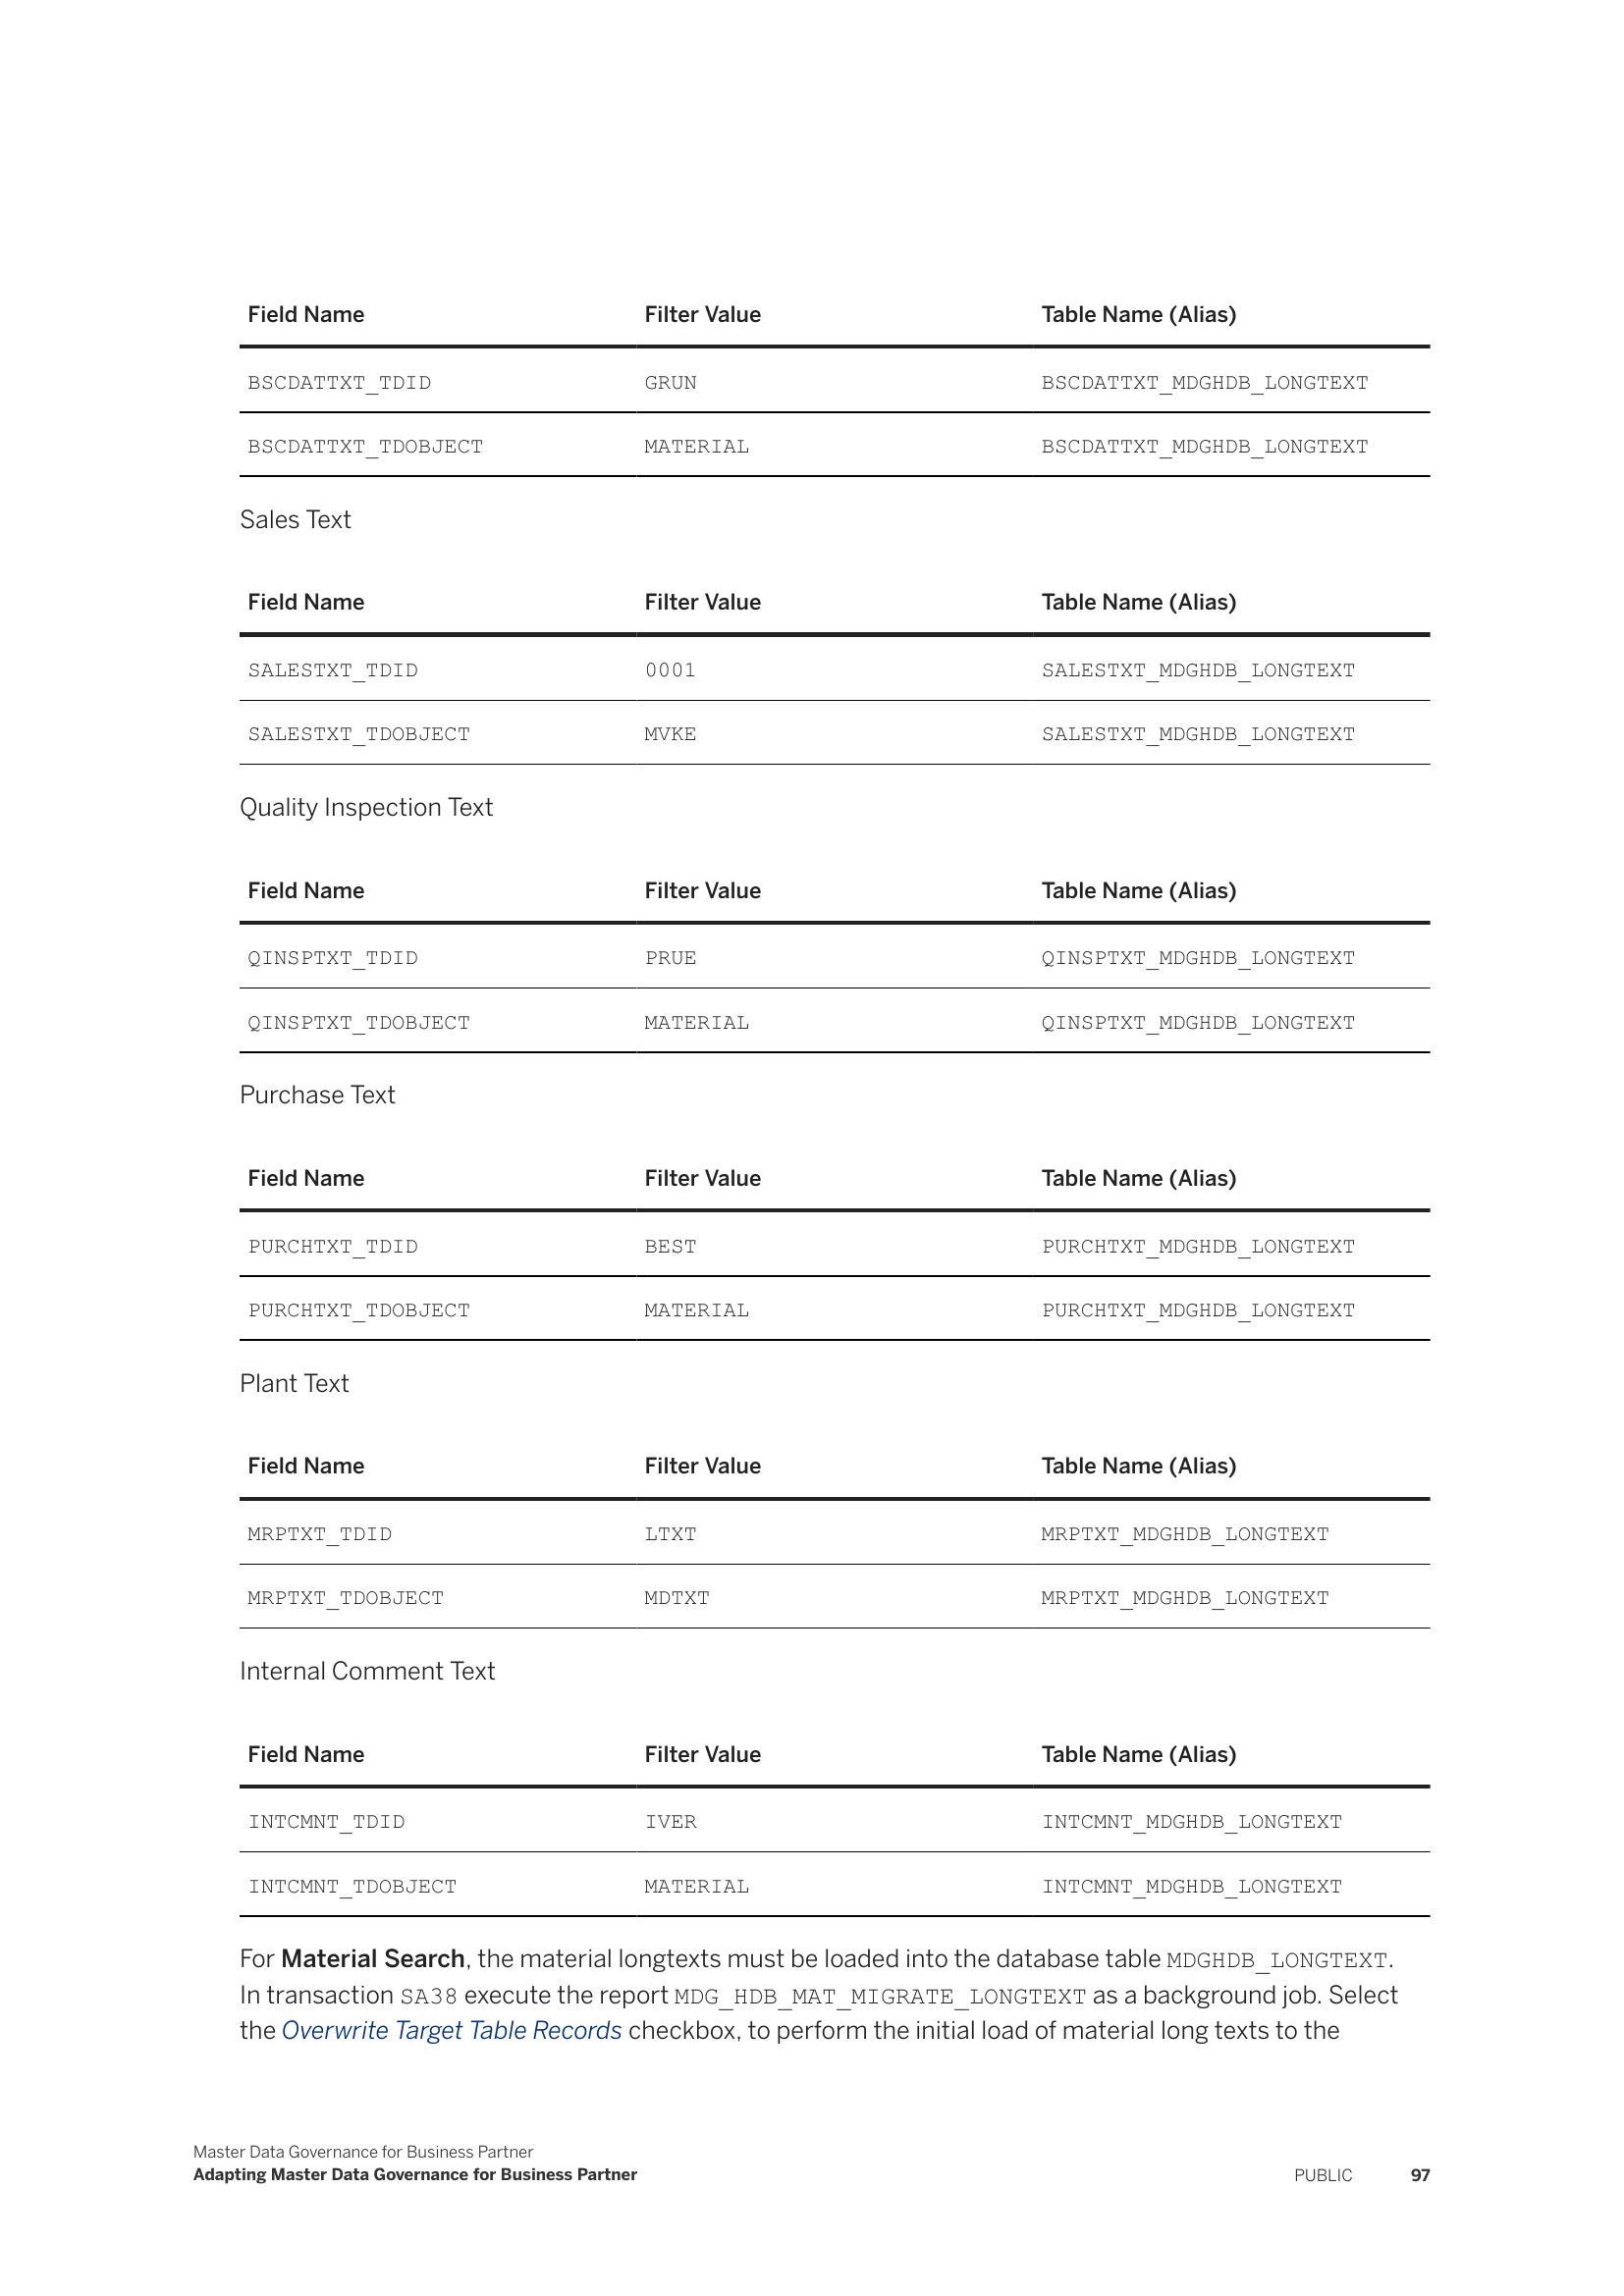 Field Name Filter Value Table Name (Alias)
BSCDATTXT_TDID GRUN BSCDATTXT_MDGHDB_LONGTEXT
BSCDATTXT_TDOBJECT MATERIAL BSCDATTXT_MDGHDB_LONGTEXT
Sales Text
Field Name Filter Value Table Name (Alias)
SALESTXT_TDID 0001 SALESTXT_MDGHDB_LONGTEXT
SALESTXT_TDOBJECT MVKE SALESTXT_MDGHDB_LONGTEXT
Quality Inspection Text
Field Name Filter Value Table Name (Alias)
QINSPTXT_TDID PRUE QINSPTXT_MDGHDB_LONGTEXT
QINSPTXT_TDOBJECT MATERIAL QINSPTXT_MDGHDB_LONGTEXT
Purchase Text
Field Name Filter Value Table Name (Alias)
PURCHTXT_TDID BEST PURCHTXT_MDGHDB_LONGTEXT
PURCHTXT_TDOBJECT MATERIAL PURCHTXT_MDGHDB_LONGTEXT
Plant Text
Field Name Filter Value Table Name (Alias)
MRPTXT_TDID LTXT MRPTXT_MDGHDB_LONGTEXT
MRPTXT_TDOBJECT MDTXT MRPTXT_MDGHDB_LONGTEXT
Internal Comment Text
Field Name Filter Value Table Name (Alias)
INTCMNT_TDID IVER INTCMNT_MDGHDB_LONGTEXT
INTCMNT_TDOBJECT MATERIAL INTCMNT_MDGHDB_LONGTEXT
For Material Search, the material longtexts must be loaded into the database table MDGHDB_LONGTEXT.
In transaction SA38 execute the report MDG_HDB_MAT_MIGRATE_LONGTEXT as a background job. Select
the Overwrite Target Table Records checkbox, to perform the initial load of material long texts to the
Master Data Governance for Business Partner
Adapting Master Data Governance for Business Partner PUBLIC 97